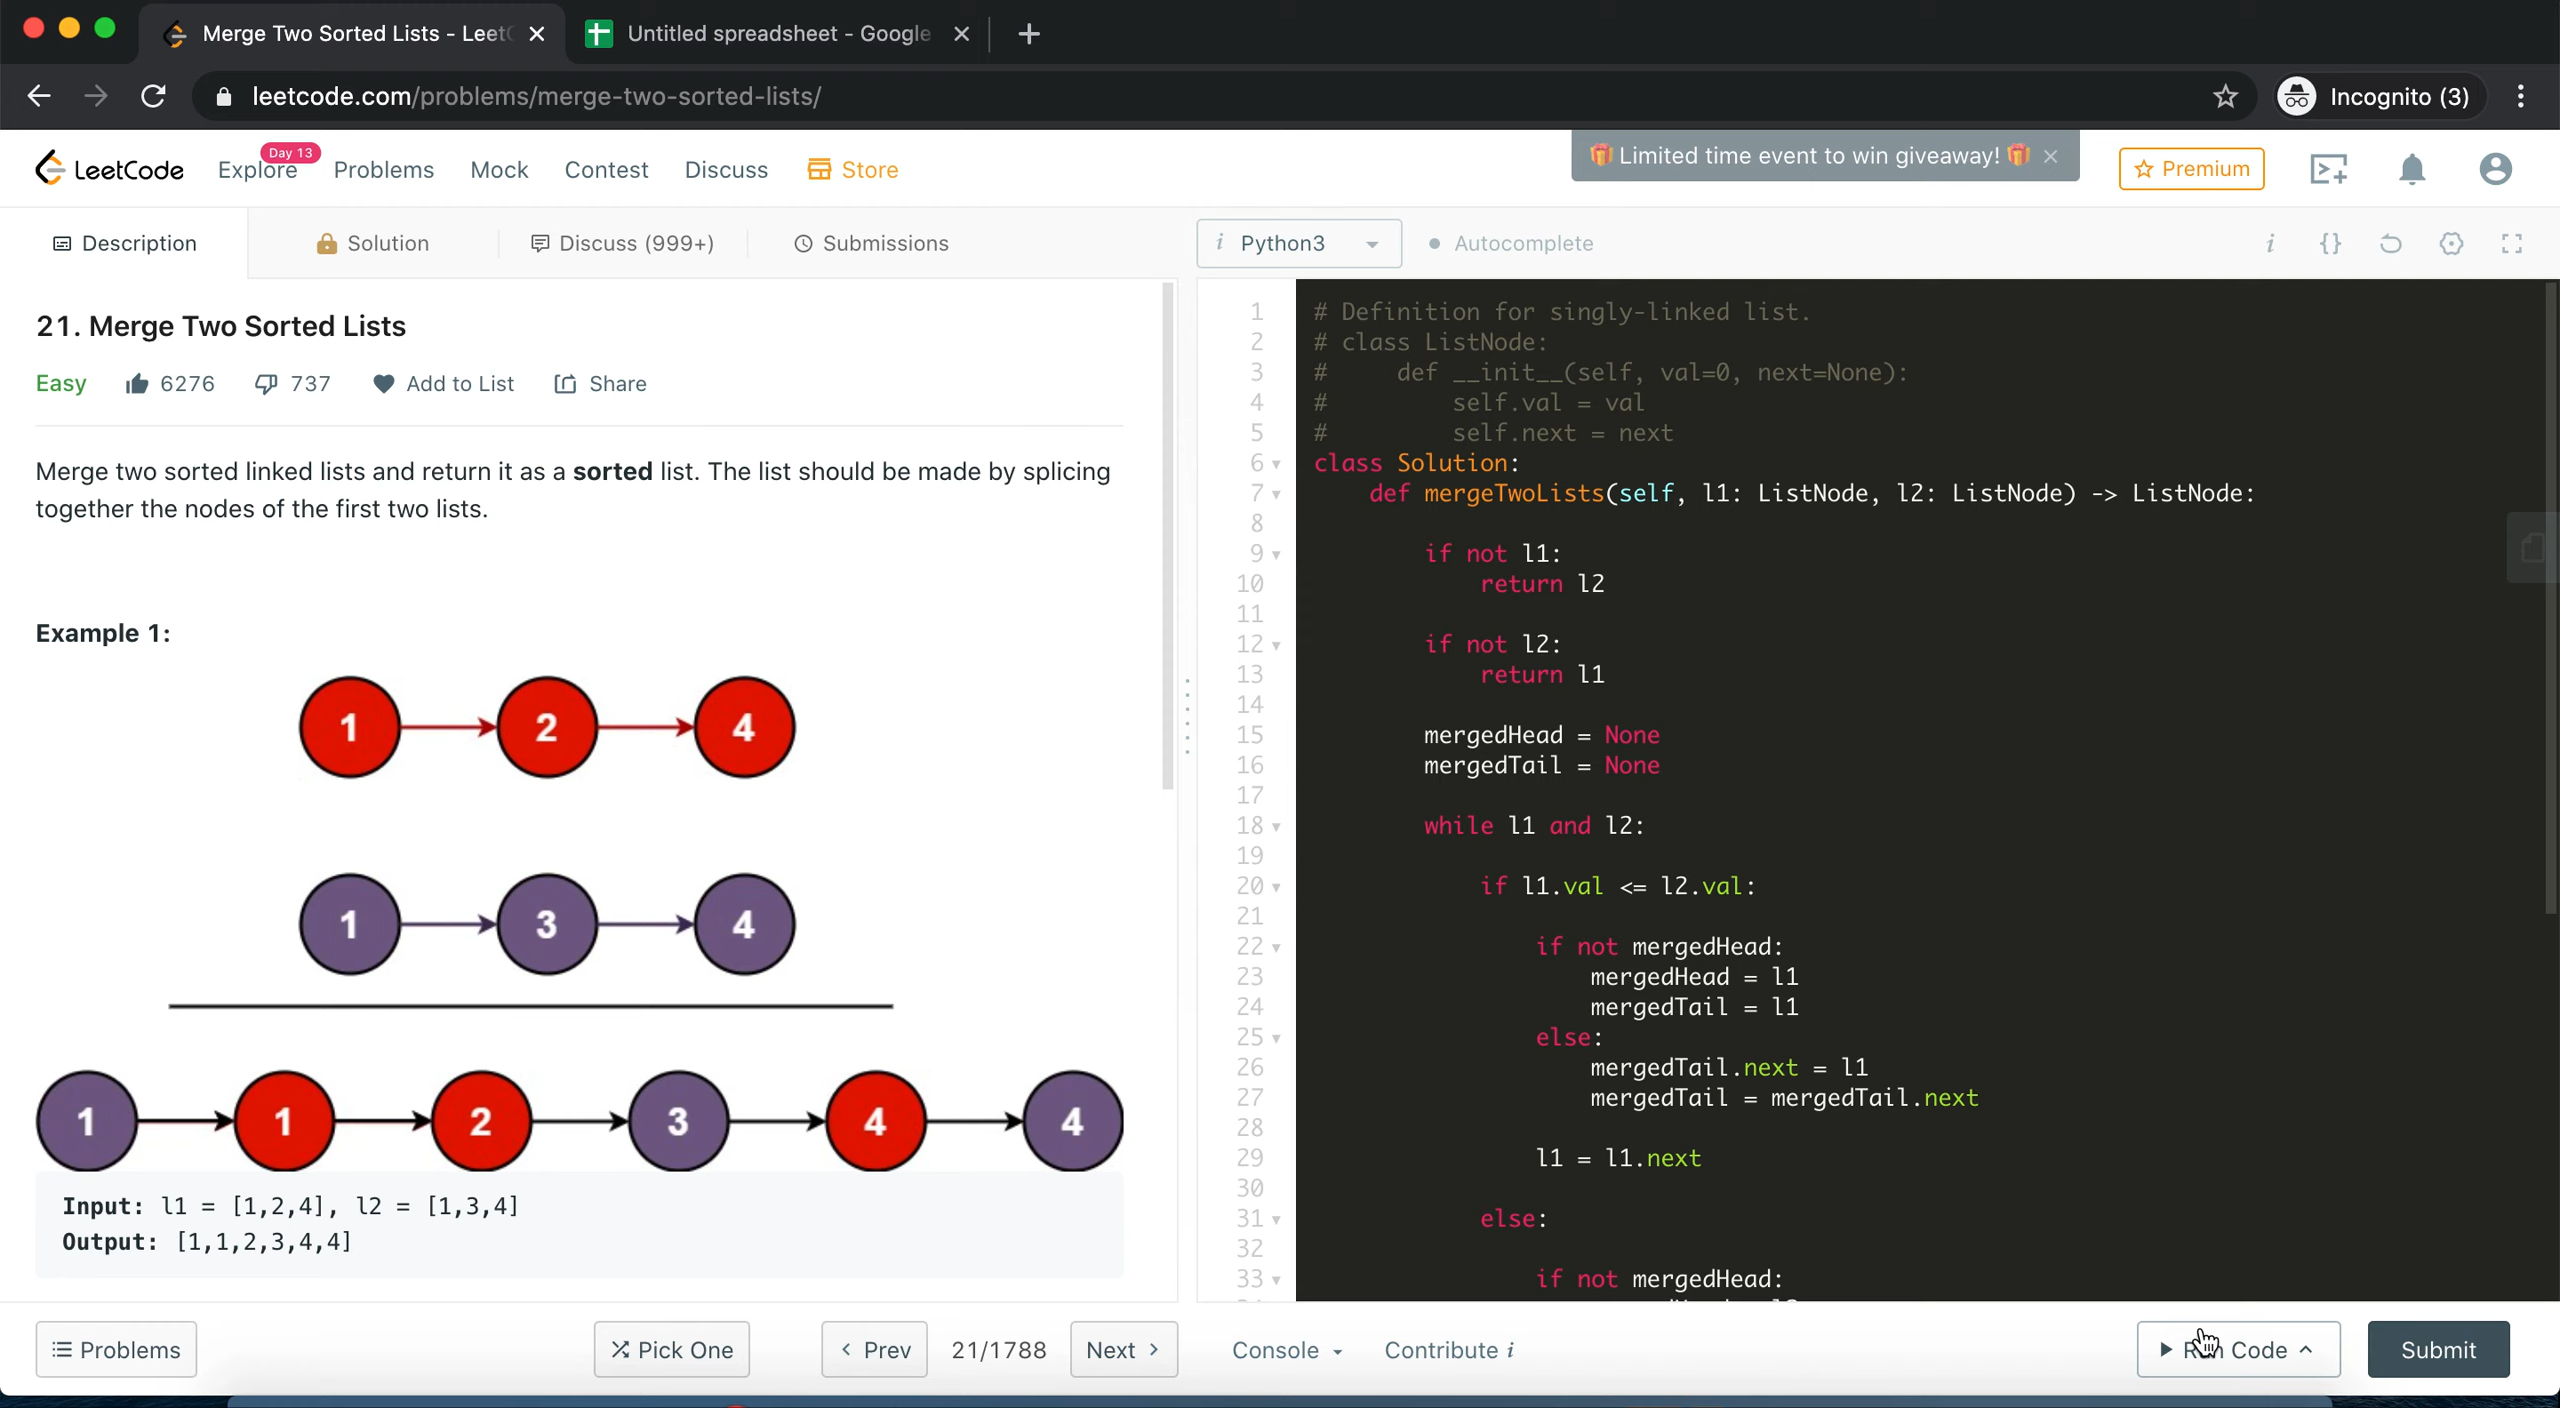 Merge Two Sorted Lists - Leet
Untitled spreadsheet - Google
leetcode.com/problems/merge-two-sorted-lists/
Incognito (3)
LeetCode
Explore
Day 13
Problems
Mock
Contest
Discuss
Store
Limited time event to win giveaway!
Premium
Description
Solution
Discuss (999+)
Submissions
i Python3
Autocomplete
i {}
21. Merge Two Sorted Lists
Easy 6276 737 Add to List Share
Merge two sorted linked lists and return it as a sorted list. The list should be made by splicing
together the nodes of the first two lists.
Example 1:
1 2 4
1 3 4
1 1 2 3 4 4
Input: l1 = [1,2,4], l2 = [1,3,4]
Output: [1,1,2,3,4,4]
1 # Definition for singly-linked list.
2 # class ListNode:
3 #     def __init__(self, val=0, next=None):
4 #         self.val = val
5 #         self.next = next
6 class Solution:
7     def mergeTwoLists(self, l1: ListNode, l2: ListNode) -> ListNode:
8
9         if not l1:
10             return l2
11
12         if not l2:
13             return l1
14
15         mergedHead = None
16         mergedTail = None
17
18         while l1 and l2:
19
20             if l1.val <= l2.val:
21
22                 if not mergedHead:
23                     mergedHead = l1
24                     mergedTail = l1
25                 else:
26                     mergedTail.next = l1
27                     mergedTail = mergedTail.next
28
29                 l1 = l1.next
30
31             else:
32
33                 if not mergedHead:
Problems
Pick One
< Prev
21/1788
Next >
Console
Contribute i
Code
Submit